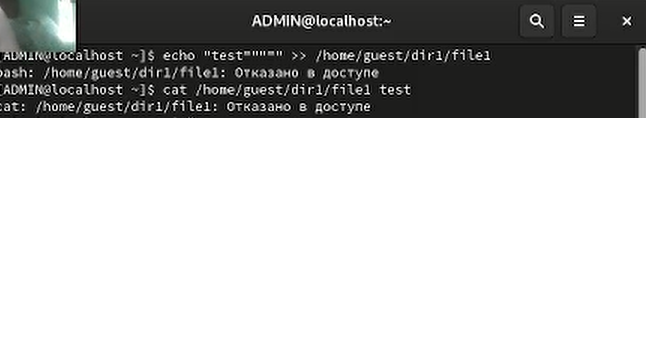 ADMIN@localhost:~
[ADMIN@localhost ~]$ echo "test""""" >> /home/guest/dir1/file1
bash: /home/guest/dir1/file1: Отказано в доступе
[ADMIN@localhost ~]$ cat /home/guest/dir1/file1 test
cat: /home/guest/dir1/file1: Отказано в доступе